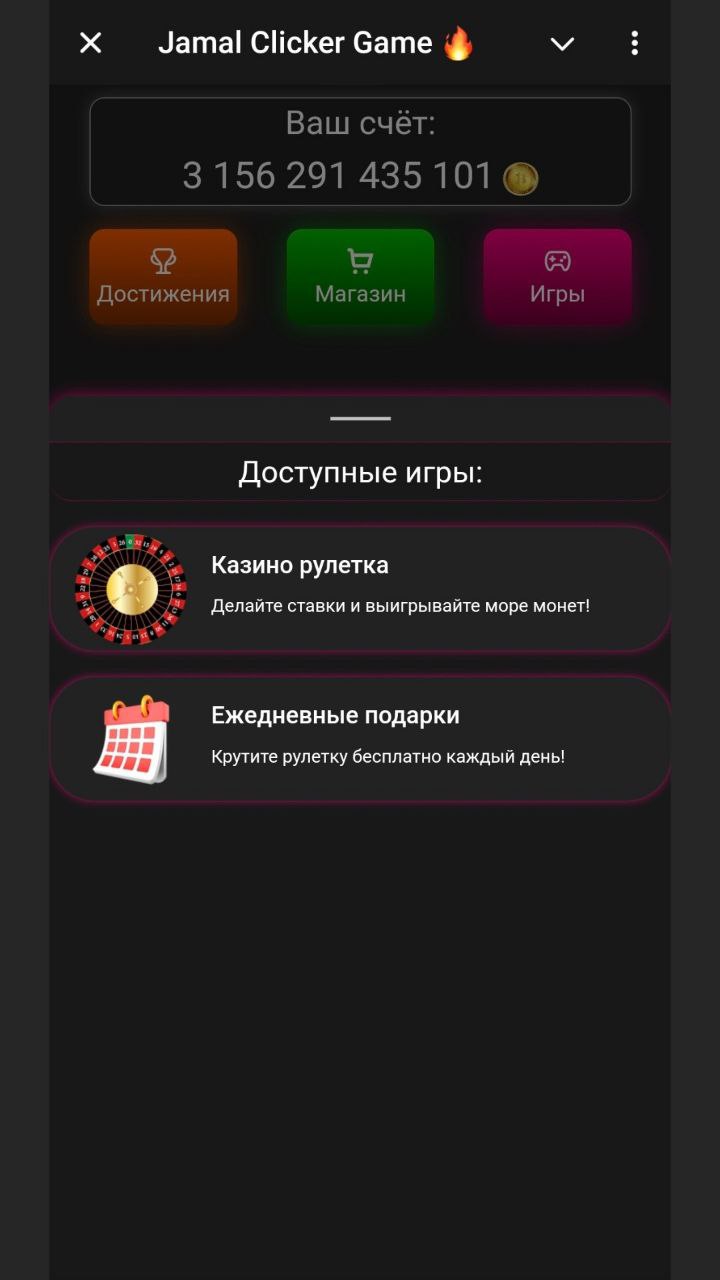 Jamal Clicker Game 🔥
Ваш счёт:
3 156 291 435 101
Достижения
Магазин
Игры
Доступные игры:
Казино рулетка
Делайте ставки и выигрывайте море монет!
Ежедневные подарки
Крутите рулетку бесплатно каждый день!